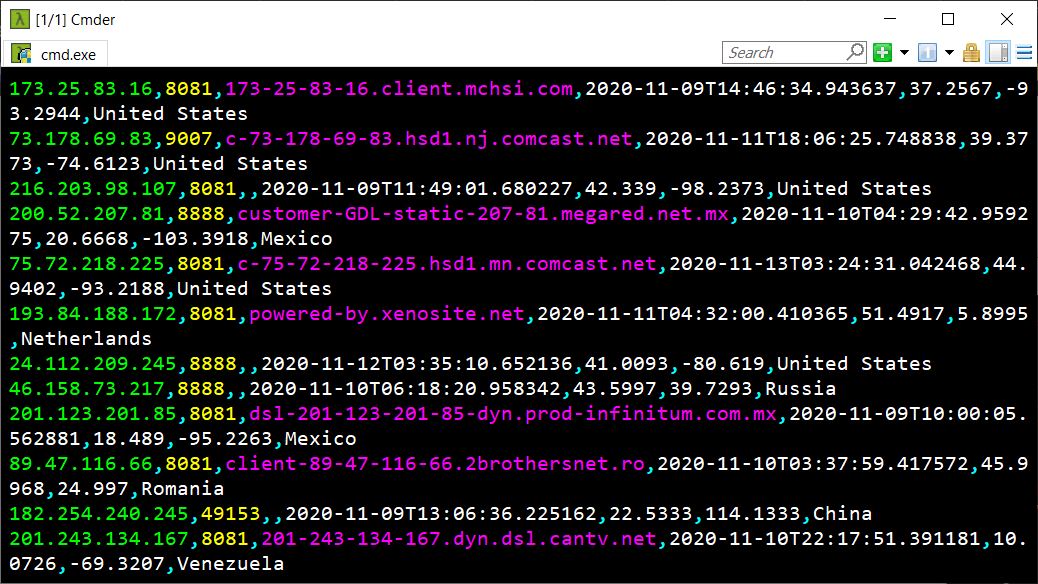 [1/1] Cmder
cmd.exe
Search
173.25.83.16,8081,173-25-83-16.client.mchsi.com,2020-11-09T14:46:34.943637,37.2567,-9
3.2944,United States
73.178.69.83,9007,c-73-178-69-83.hsd1.nj.comcast.net,2020-11-11T18:06:25.748838,39.37
73,-74.6123,United States
216.203.98.107,8081,,2020-11-09T11:49:01.680227,42.339,-98.2373,United States
200.52.207.81,8888,customer-GDL-static-207-81.megared.net.mx,2020-11-10T04:29:42.9592
75,20.6668,-103.3918,Mexico
75.72.218.225,8081,c-75-72-218-225.hsd1.mn.comcast.net,2020-11-13T03:24:31.042468,44.
9402,-93.2188,United States
193.84.188.172,8081,powered-by.xenosite.net,2020-11-11T04:32:00.410365,51.4917,5.8995
,Netherlands
24.112.209.245,8888,,2020-11-12T03:35:10.652136,41.0093,-80.619,United States
46.158.73.217,8888,,2020-11-10T06:18:20.958342,43.5997,39.7293,Russia
201.123.201.85,8081,dsl-201-123-201-85-dyn.prod-infinitum.com.mx,2020-11-09T10:00:05.
562881,18.489,-95.2263,Mexico
89.47.116.66,8081,client-89-47-116-66.2brothersnet.ro,2020-11-10T03:37:59.417572,45.9
968,24.997,Romania
182.254.240.245,49153,,2020-11-09T13:06:36.225162,22.5333,114.1333,China
201.243.134.167,8081,201-243-134-167.dyn.dsl.cantv.net,2020-11-10T22:17:51.391181,10.
0726,-69.3207,Venezuela